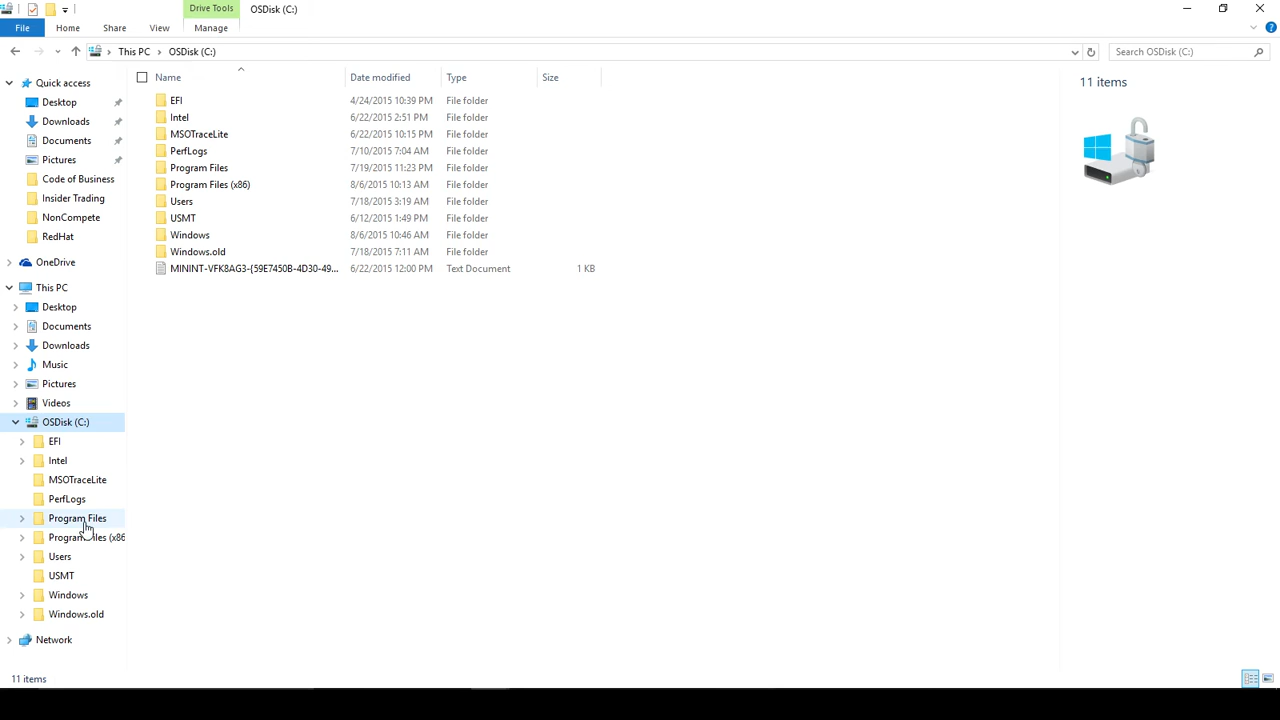 Drive Tools
OSDisk (C:)
File
Home
Share
View
Manage
This PC
OSDisk (C:)
Search OSDisk (C:)
Name
Date modified
Type
Size
EFI
4/24/2015 10:39 PM
File folder
Intel
6/22/2015 2:51 PM
File folder
MSOTraceLite
6/22/2015 10:15 PM
File folder
PerfLogs
7/10/2015 7:04 AM
File folder
Program Files
7/19/2015 11:23 PM
File folder
Program Files (x86)
8/6/2015 10:13 AM
File folder
Users
7/18/2015 3:19 AM
File folder
USMT
6/12/2015 1:49 PM
File folder
Windows
8/6/2015 10:46 AM
File folder
Windows.old
7/18/2015 7:11 AM
File folder
MININT-VFK8AG3-{59E7450B-4D30-49...
6/22/2015 12:00 PM
Text Document
1 KB
Quick access
Desktop
Downloads
Documents
Pictures
Code of Business
Insider Trading
NonCompete
RedHat
OneDrive
This PC
Desktop
Documents
Downloads
Music
Pictures
Videos
OSDisk (C:)
EFI
Intel
MSOTraceLite
PerfLogs
Program Files
Program Files (x86
Users
USMT
Windows
Windows.old
Network
11 items
11 items